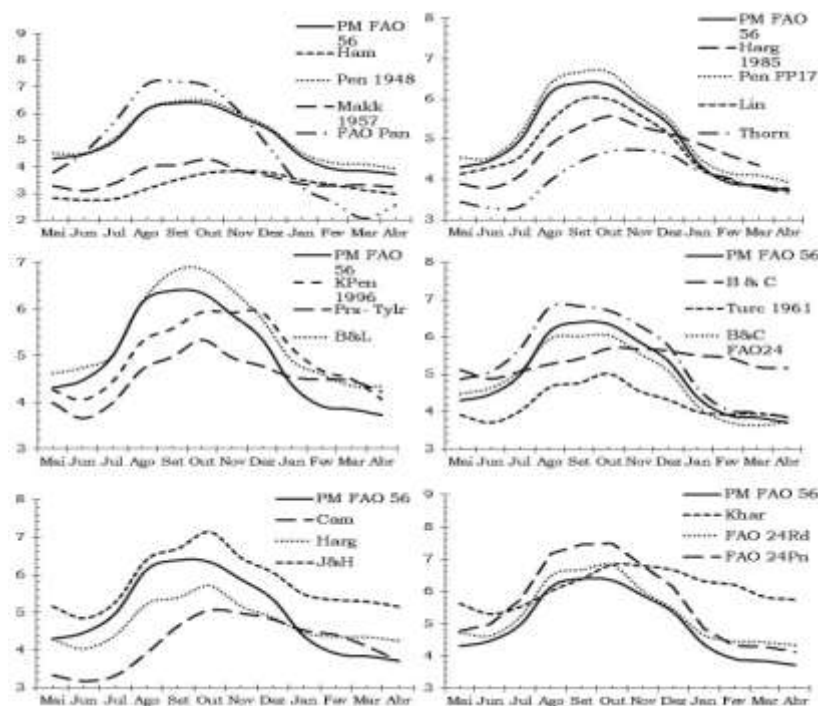 PM FAO
56
Ham
Pen 1948
Makk
1957
FAO Pan
9
8
7
6
5
4
3
2
Mai Jun Jul Ago Set Out Nov Dez Jan Fev Mar Abr
PM FAO
56
Harg
1985
Pen FP17
Lin
Thorn
8
7
6
5
4
3
Mai Jun Jul Ago Set Out Nov Dez Jan Fev Mar Abr
PM FAO
56
KPen
1996
Prs- Tylr
B&L
7
6
5
4
3
Mai Jun Jul Ago Set Out Nov Dez Jan Fev Mar Abr
PM FAO 56
B & C
Turc 1961
B&C
FAO24
8
7
6
5
4
3
Mai Jun Jul Ago Set Out Nov Dez Jan Fev Mar Abr
PM FAO 56
Cam
Harg
J&H
8
7
6
5
4
3
Mai Jun Jul Ago Set Out Nov Dez Jan Fev Mar Abr
PM FAO 56
Khar
FAO 24Rd
FAO 24Pn
9
8
7
6
5
4
3
Mai Jun Jul Ago Set Out Nov Dez Jan Fev Mar Abr